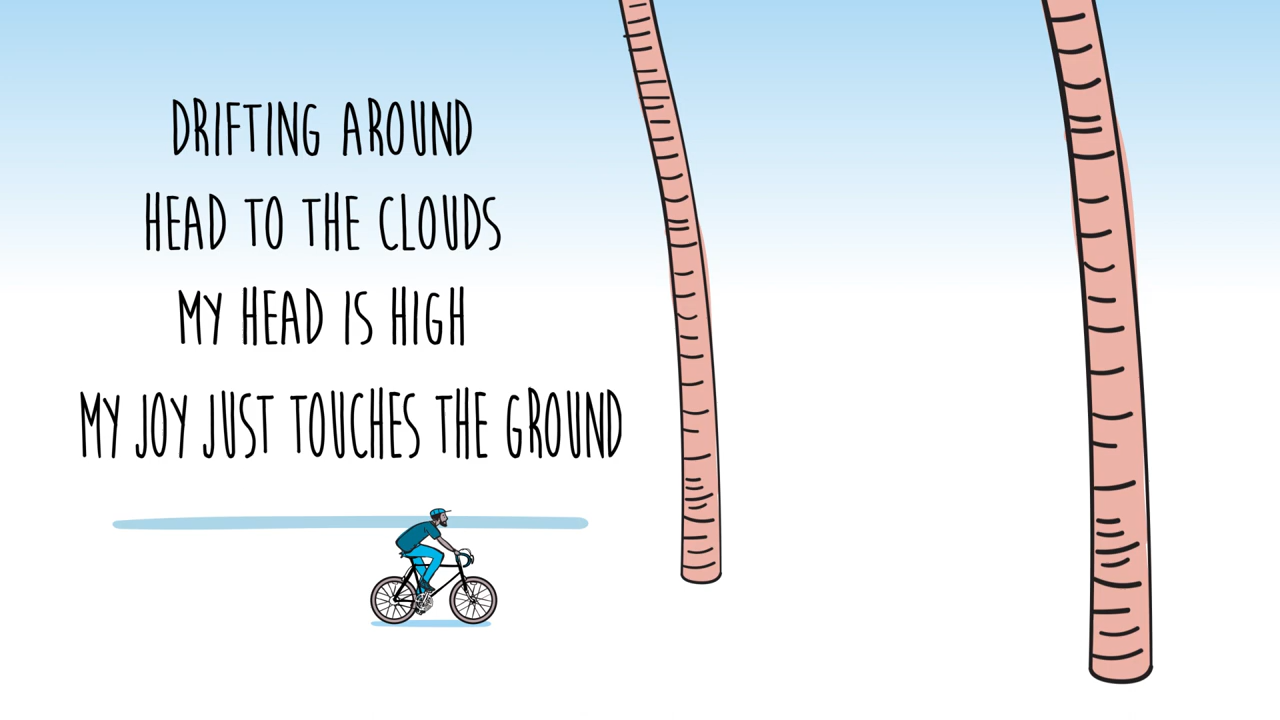 DRIFTING AROUND
HEAD TO THE CLOUDS
MY HEAD IS HIGH
MY JOY JUST TOUCHES THE GROUND